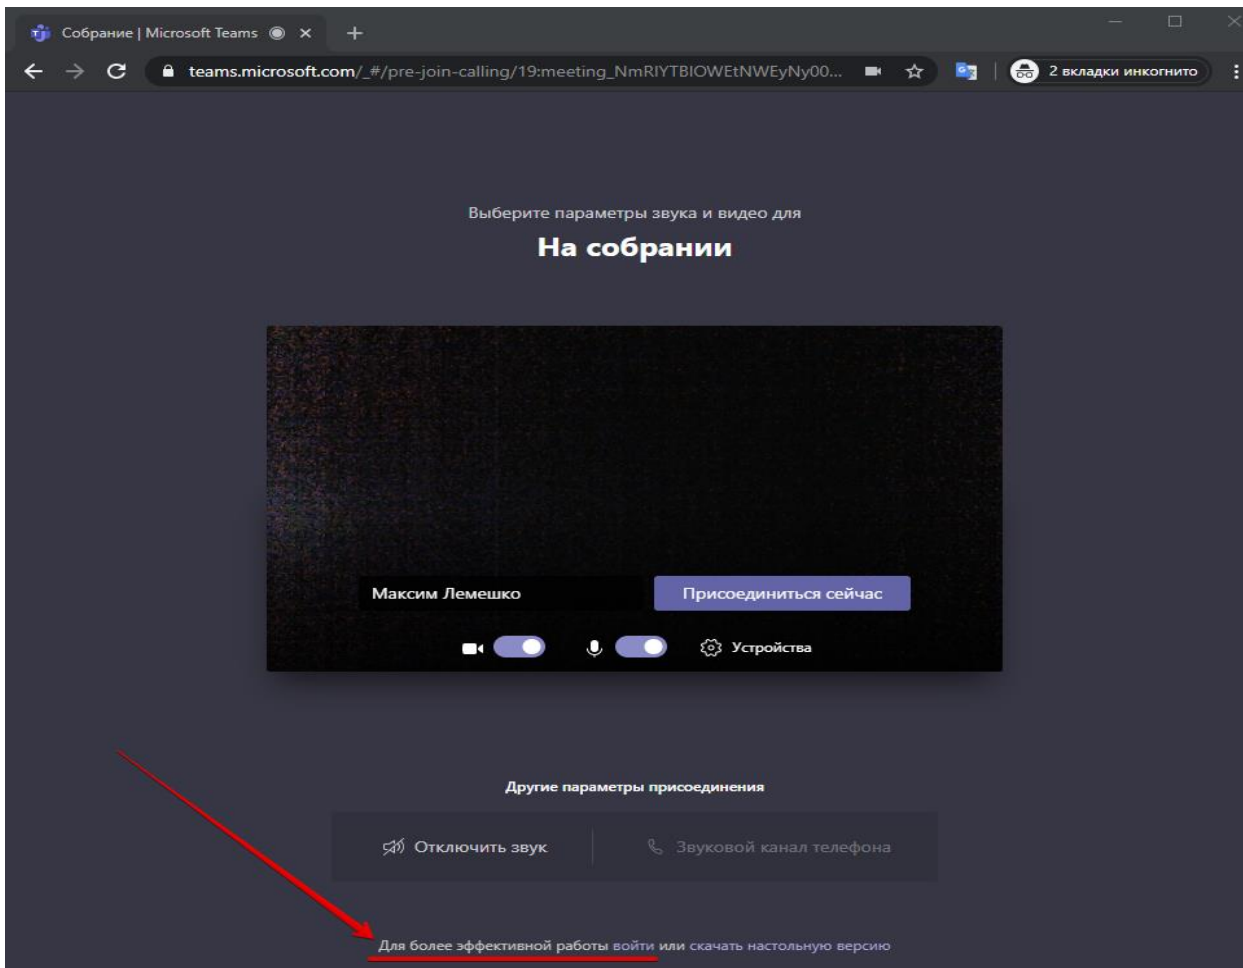 Собрание | Microsoft Teams
teams.microsoft.com/_#/pre-join-calling/19:meeting_NmRlYTBlOWEtNWEyNy00...
2 вкладки инкогнито
Выберите параметры звука и видео для
На собрании
Максим Лемешко
Присоединиться сейчас
Устройства
Другие параметры присоединения
Отключить звук
Звуковой канал телефона
Для более эффективной работы войти или скачать настольную версию